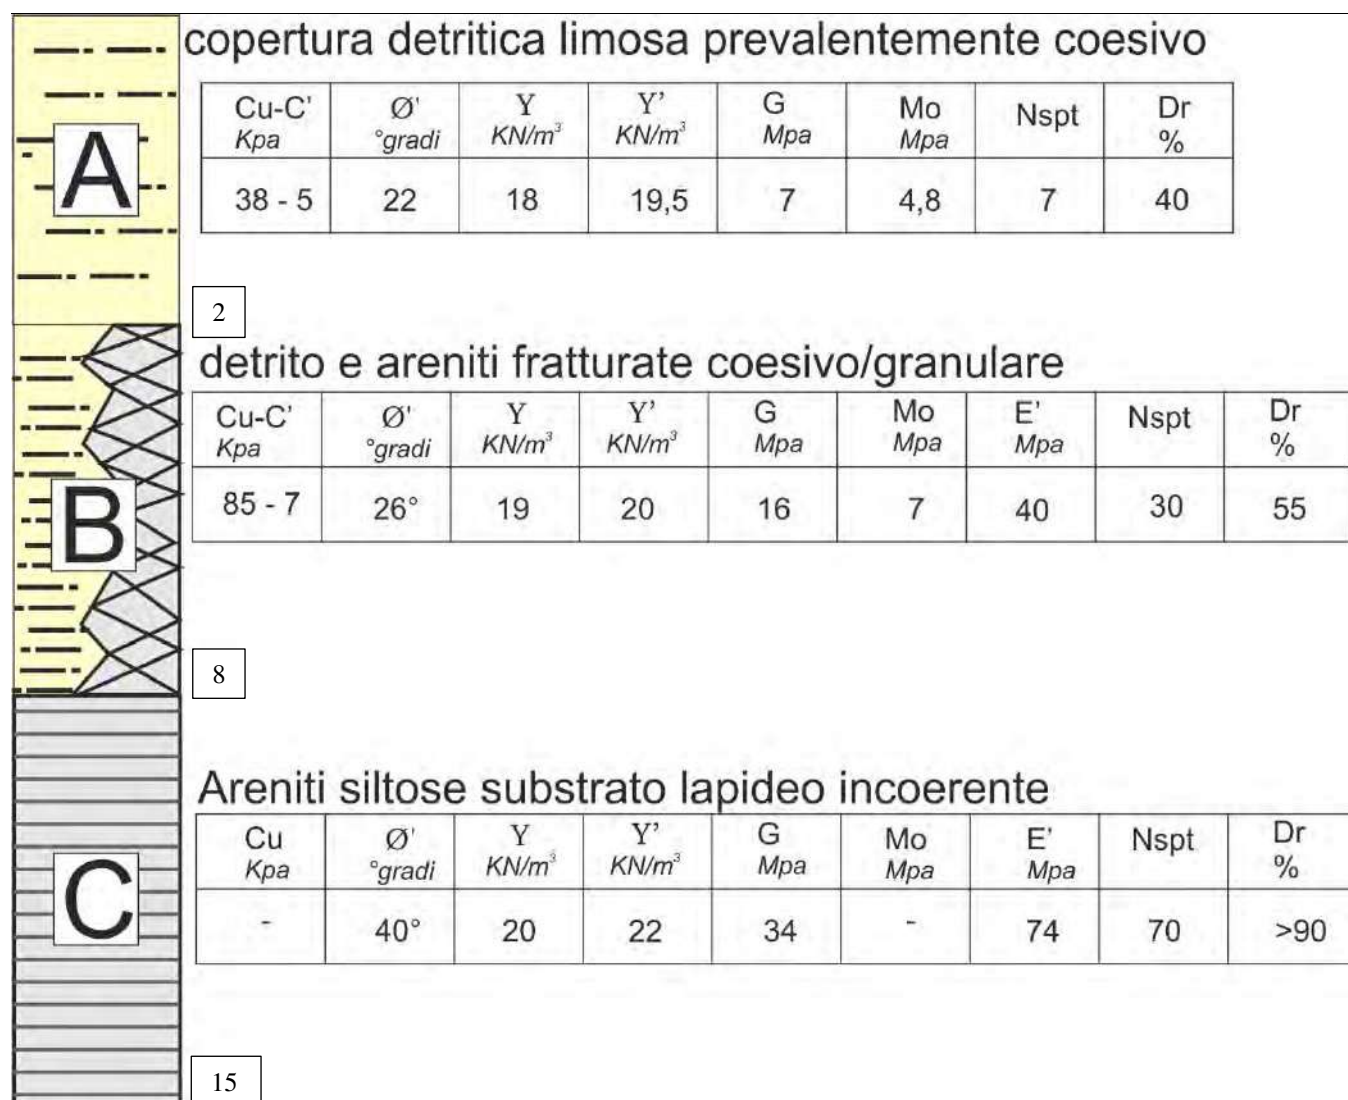 copertura detritica limosa prevalentemente coesivo
Cu-C' Ø' Y Y' G Mo Nspt Dr
Kpa °gradi KN/m³ KN/m³ Mpa Mpa %
38 - 5 22 18 19,5 7 4,8 7 40
A
2
detrito e areniti fratturate coesivo/granulare
Cu-C' Ø' Y Y' G Mo E' Nspt Dr
Kpa °gradi KN/m³ KN/m³ Mpa Mpa Mpa %
85 - 7 26° 19 20 16 7 40 30 55
B
8
Areniti siltose substrato lapideo incoerente
Cu Ø' Y Y' G Mo E' Nspt Dr
Kpa °gradi KN/m³ KN/m³ Mpa Mpa Mpa %
- 40° 20 22 34 - 74 70 >90
C
15